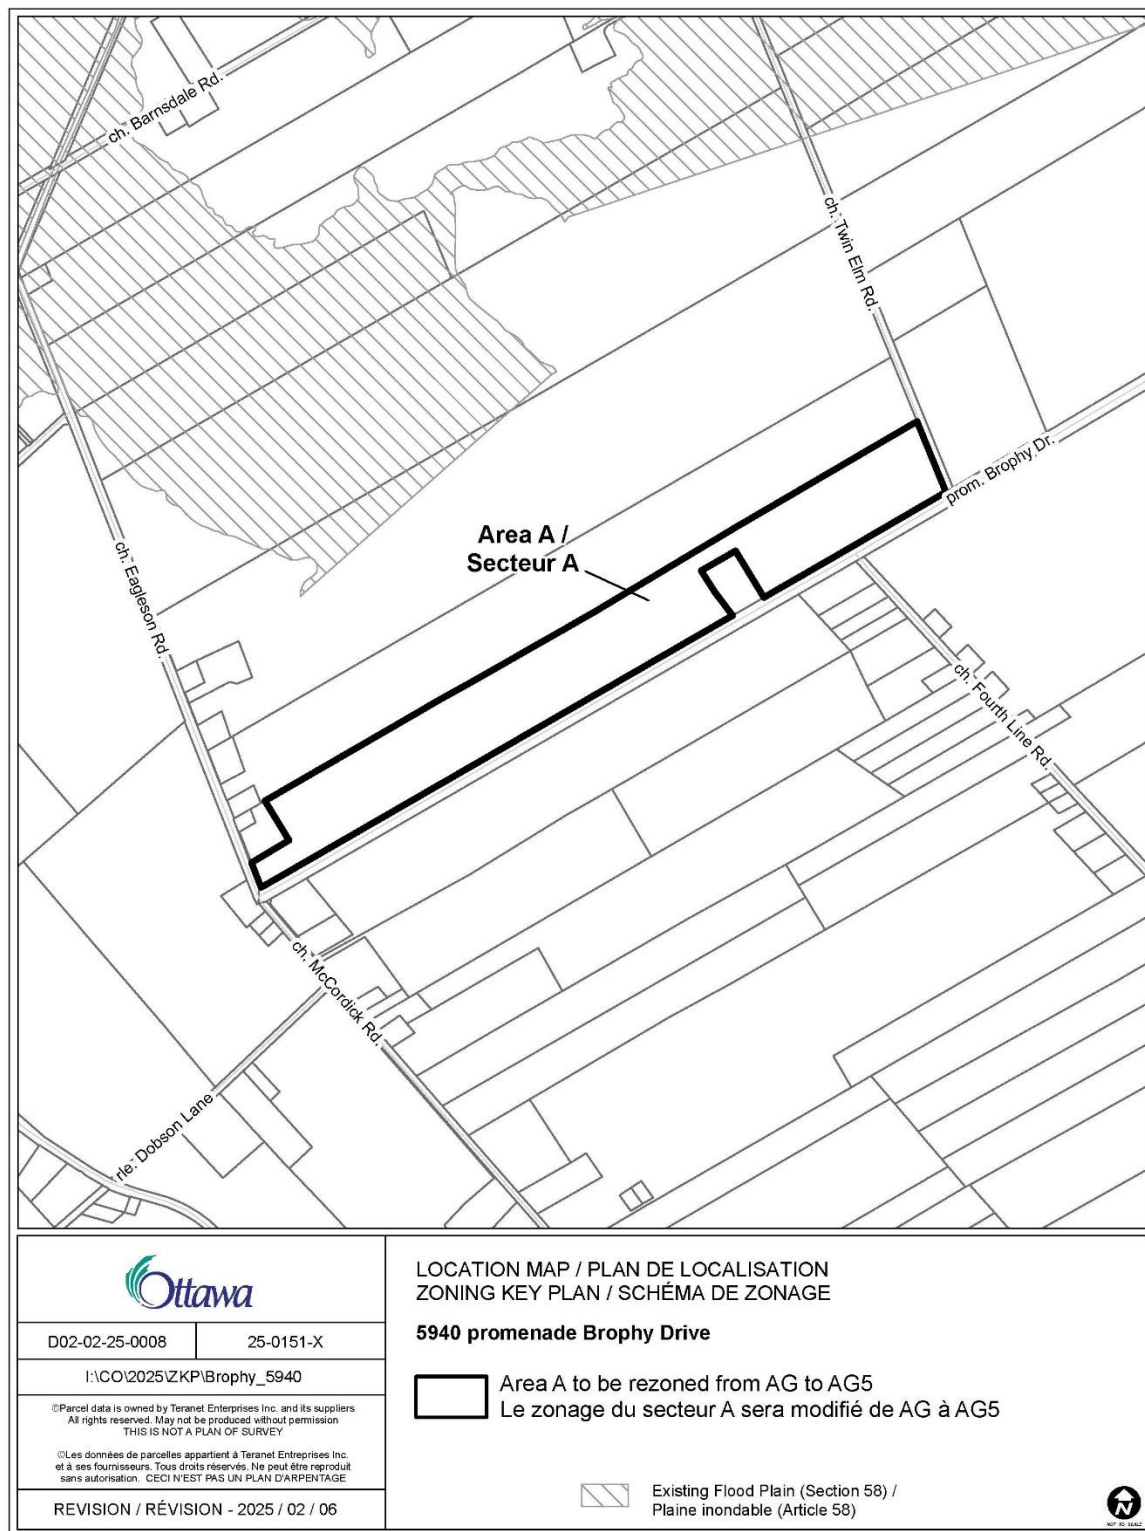 ch. Barnsdale Rd.
ch. Twin Elm Rd.
prom. Brophy Dr.
Area A /
Secteur A
ch. Eagleson Rd.
ch. Fourth Line Rd.
ch. McCordick Rd.
rle. Dobson Lane
Ottawa
D02-02-25-0008
25-0151-X
I:\CO\2025\ZKP\Brophy_5940
©Parcel data is owned by Teranet Enterprises Inc. and its suppliers
All rights reserved. May not be produced without permission
THIS IS NOT A PLAN OF SURVEY
©Les données de parcelles appartient à Teranet Entreprises Inc.
et à ses fournisseurs. Tous droits réservés. Ne peut être reproduit
sans autorisation. CECI N'EST PAS UN PLAN D'ARPENTAGE
REVISION / RÉVISION - 2025 / 02 / 06
LOCATION MAP / PLAN DE LOCALISATION
ZONING KEY PLAN / SCHÉMA DE ZONAGE
5940 promenade Brophy Drive
Area A to be rezoned from AG to AG5
Le zonage du secteur A sera modifié de AG à AG5
Existing Flood Plain (Section 58) /
Plaine inondable (Article 58)
N
NOT TO SCALE